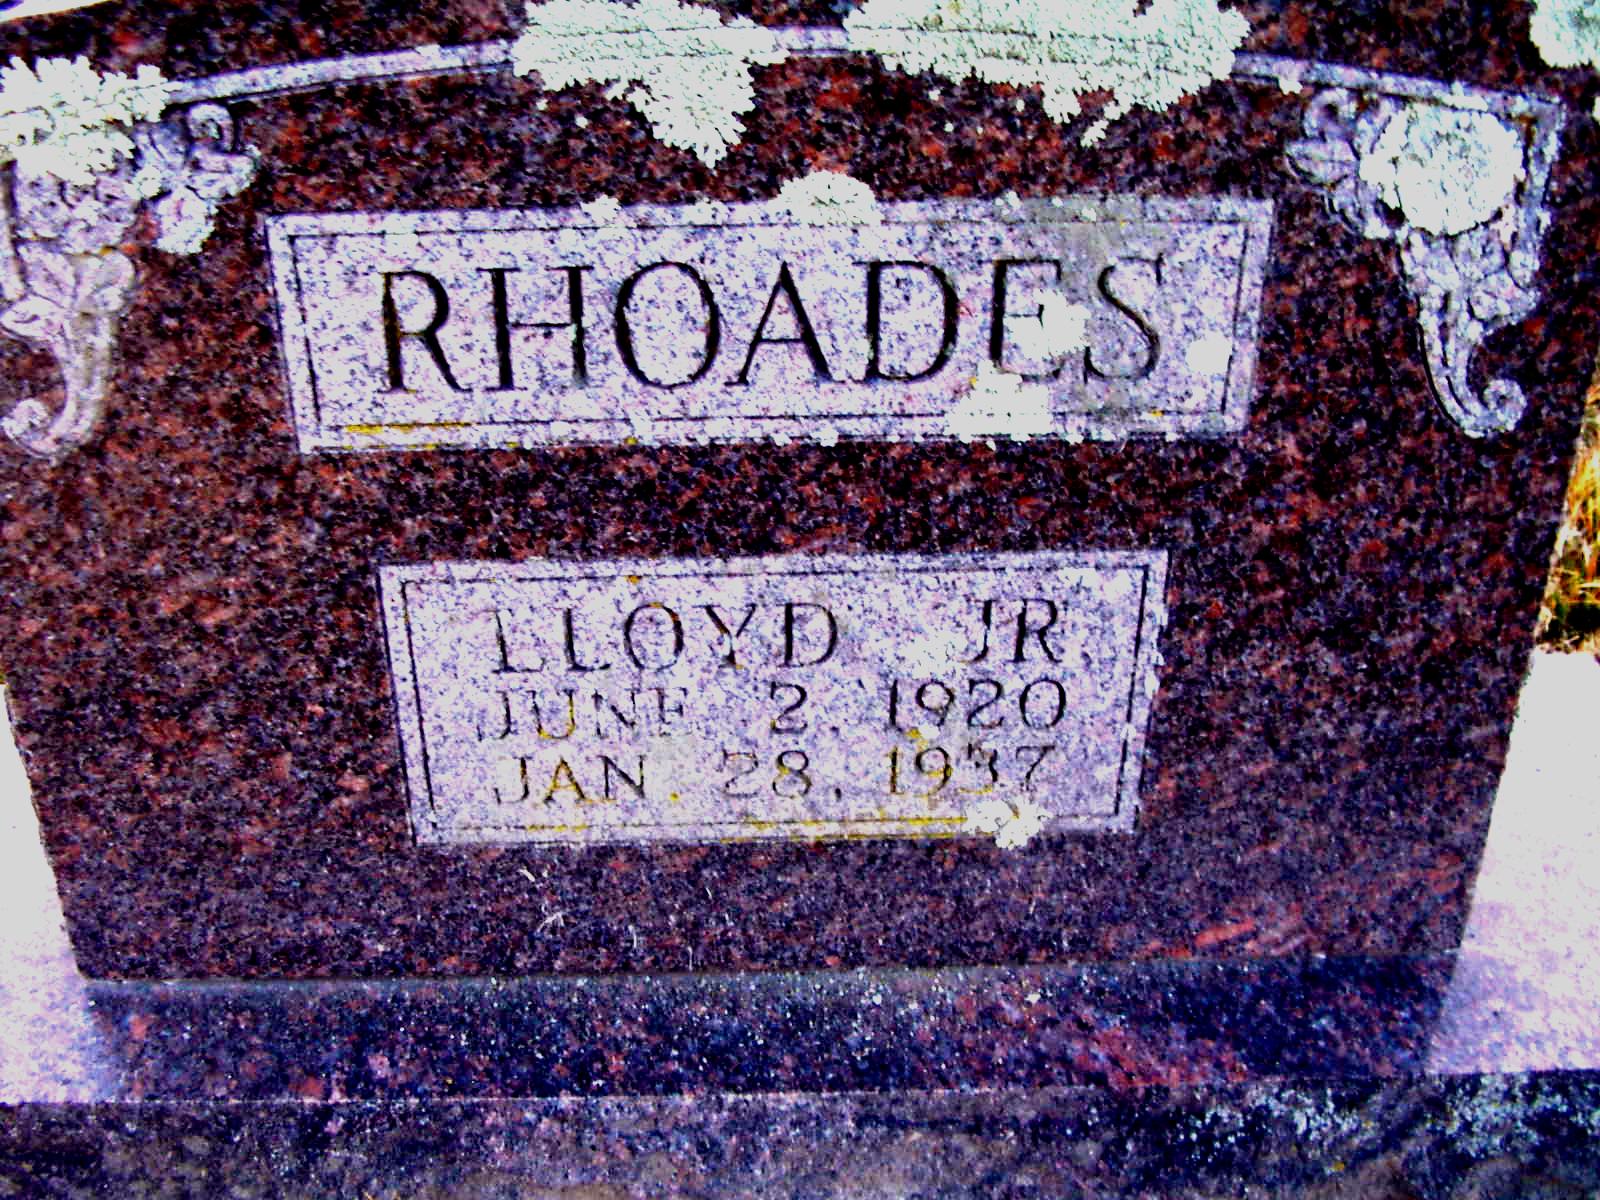 RHOADES
LLOYD JR.
JUNE 2, 1920
JAN. 28, 1937